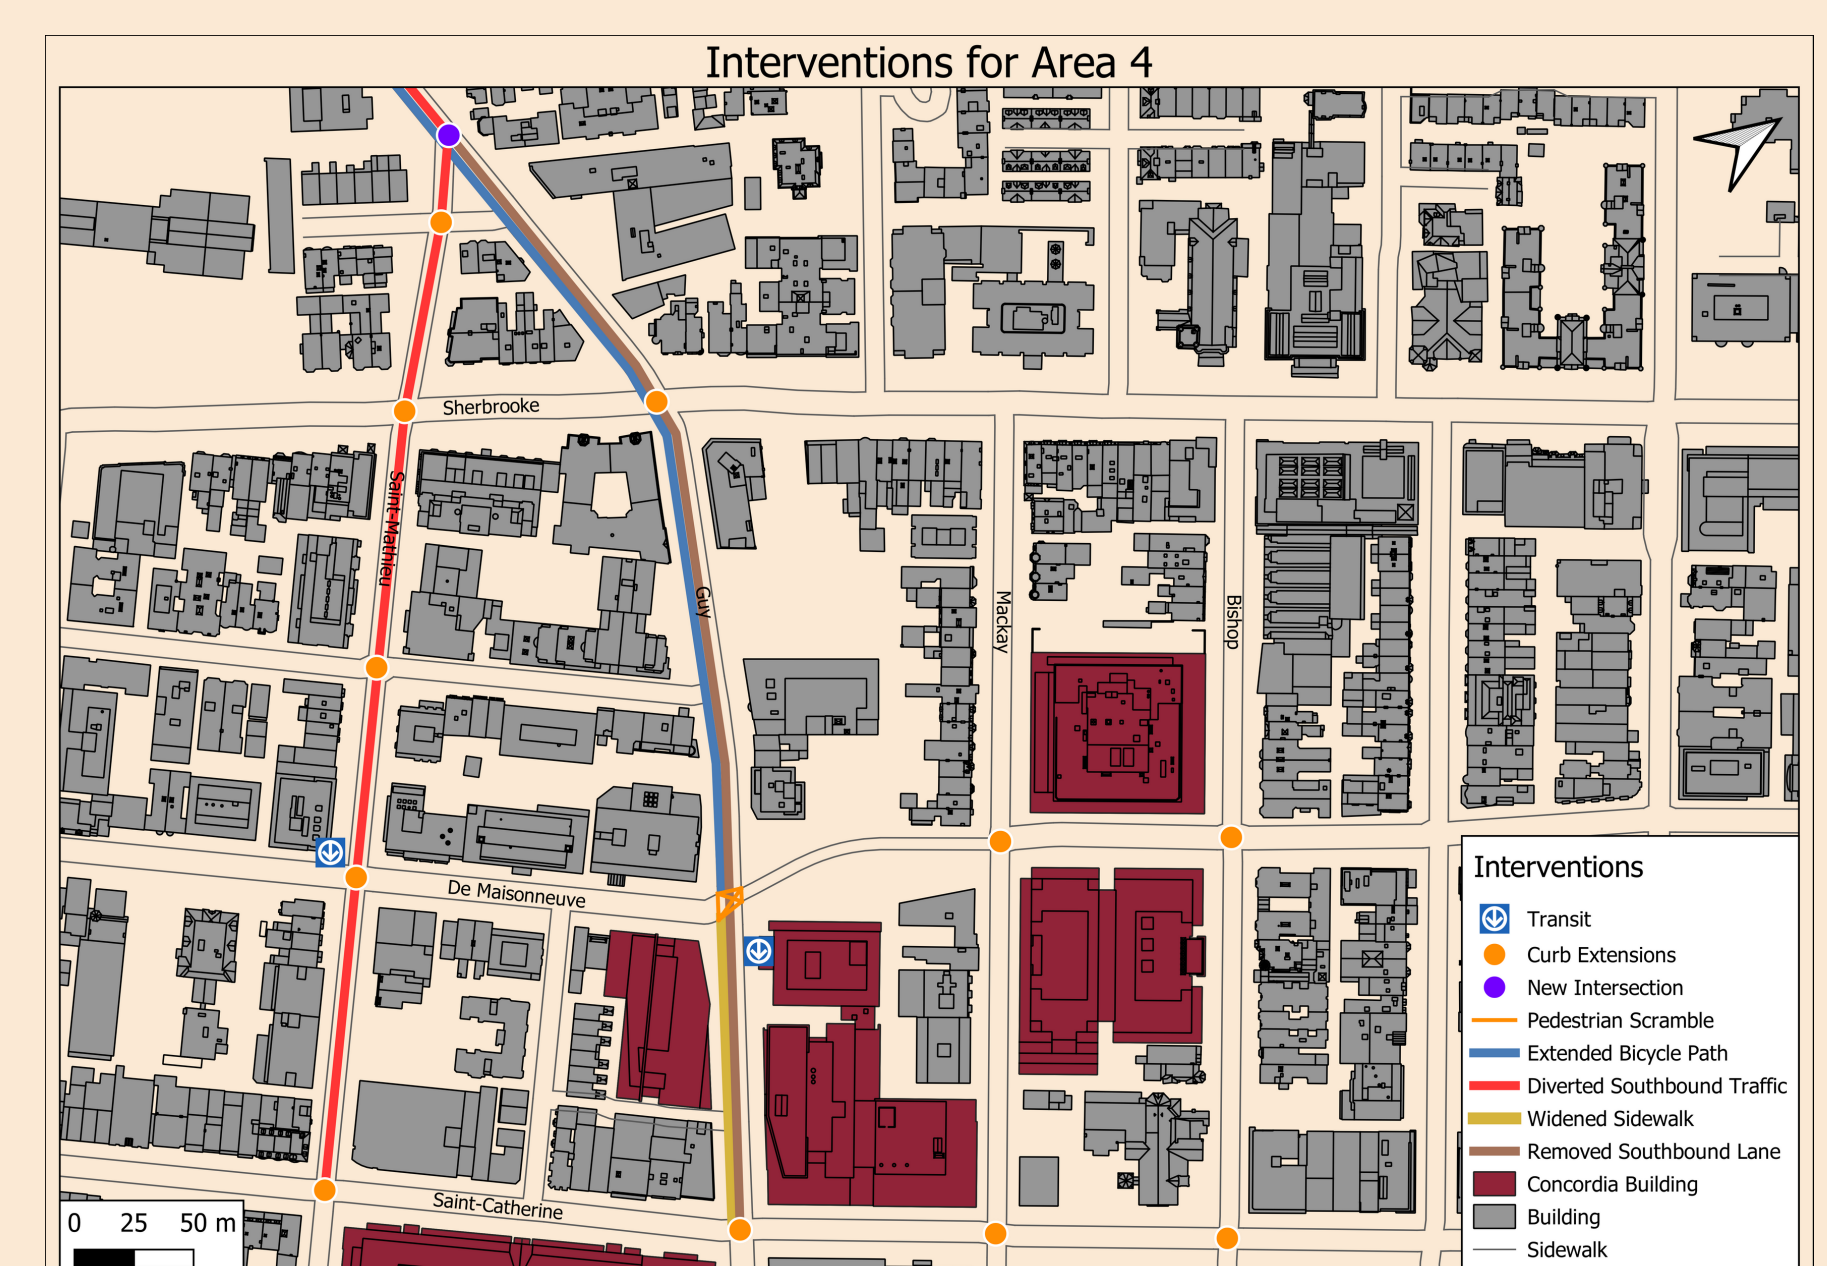 Interventions for Area 4
Sherbrooke
Saint-Mathieu
Guy
Mackay
Bishop
De Maisonneuve
Saint-Catherine
0 25 50 m
Interventions
Transit
Curb Extensions
New Intersection
Pedestrian Scramble
Extended Bicycle Path
Diverted Southbound Traffic
Widened Sidewalk
Removed Southbound Lane
Concordia Building
Building
Sidewalk